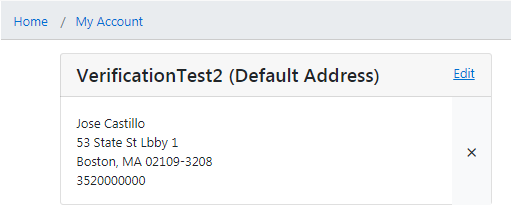 Home / My Account
VerificationTest2 (Default Address) Edit
Jose Castillo
53 State St Lbby 1
Boston, MA 02109-3208
3520000000
×